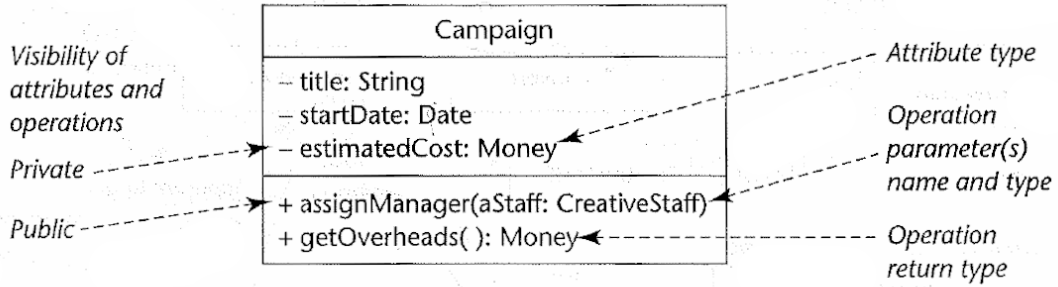 Campaign
– title: String
– startDate: Date
– estimatedCost: Money
+ assignManager(aStaff: CreativeStaff)
+ getOverheads( ): Money
Visibility of
attributes and
operations
Private
Public
Attribute type
Operation
parameter(s)
name and type
Operation
return type